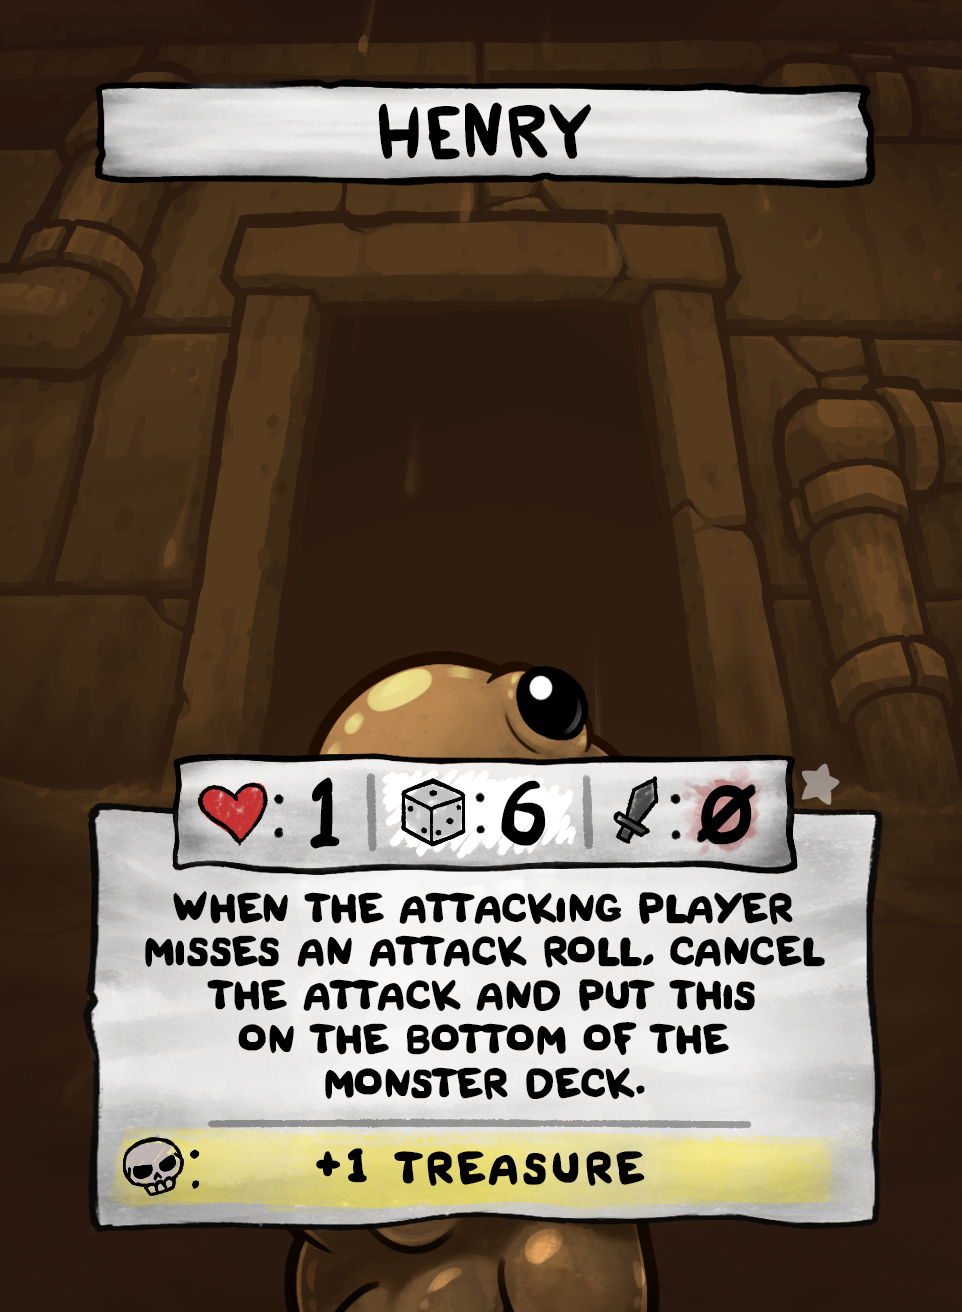 HENRY
: 1 | : 6 | : 0
WHEN THE ATTACKING PLAYER
MISSES AN ATTACK ROLL, CANCEL
THE ATTACK AND PUT THIS
ON THE BOTTOM OF THE
MONSTER DECK.
: +1 TREASURE